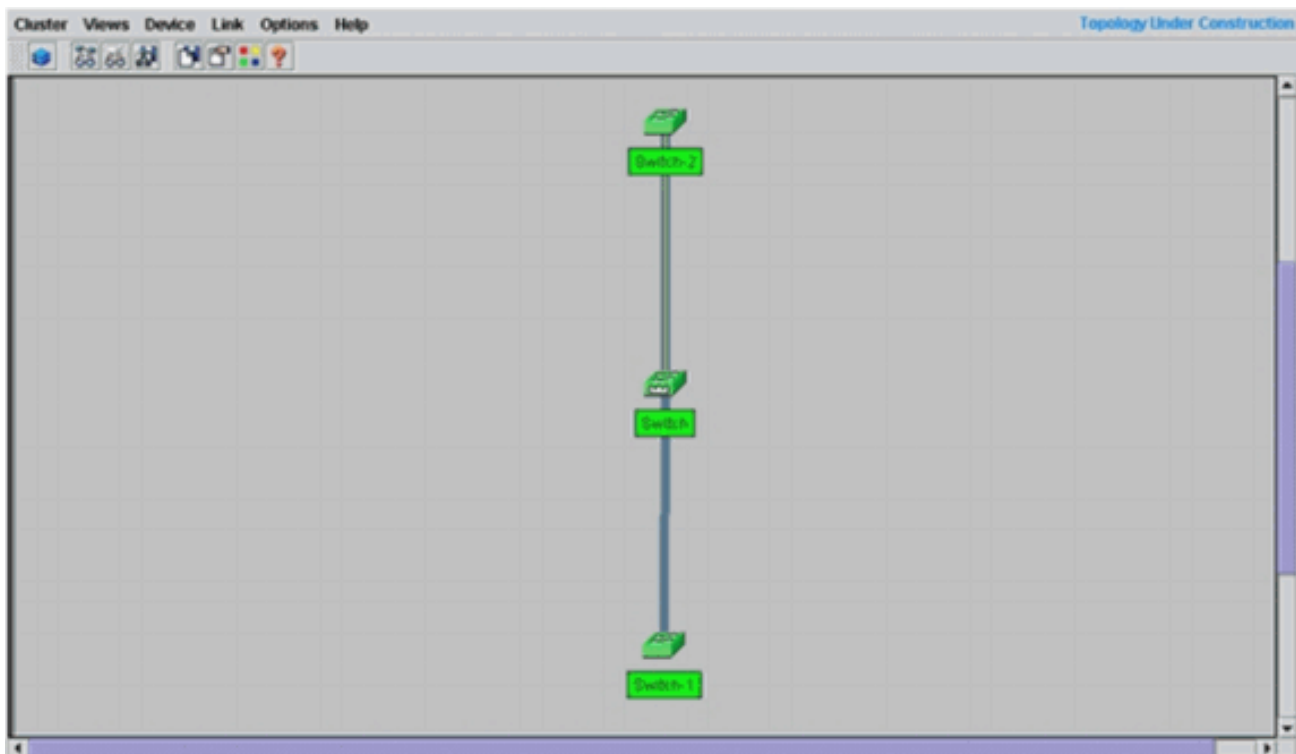 Cluster Views Device Link Options Help Topology Under Construction
Switch-2
Switch
Switch-1